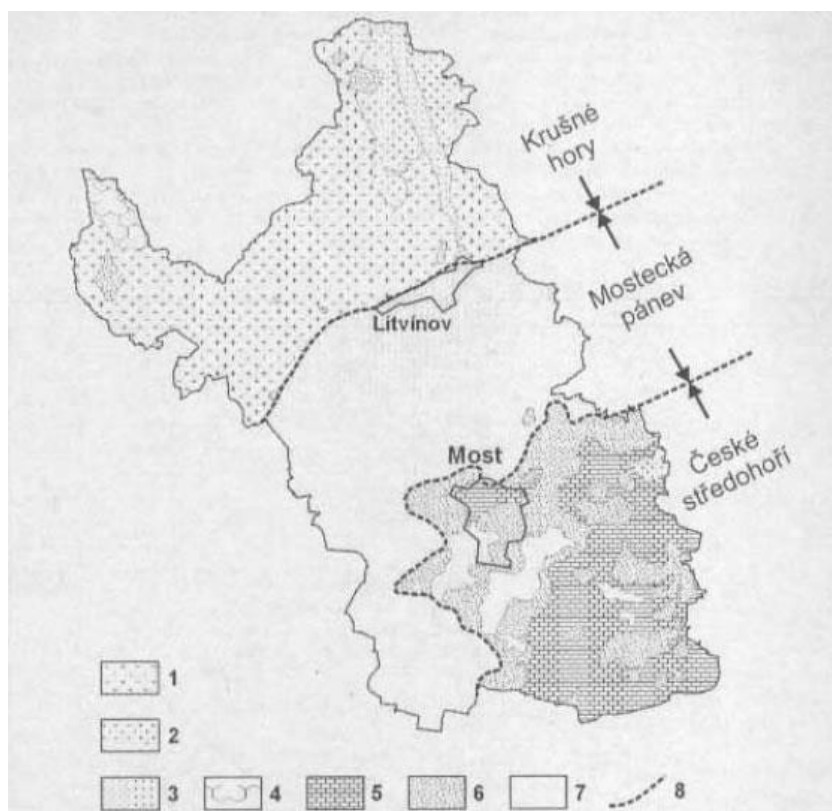 Krušné
hory
Mostecká
pánev
Litvínov
Most
České
středohoří
1
2
3
4
5
6
7
8